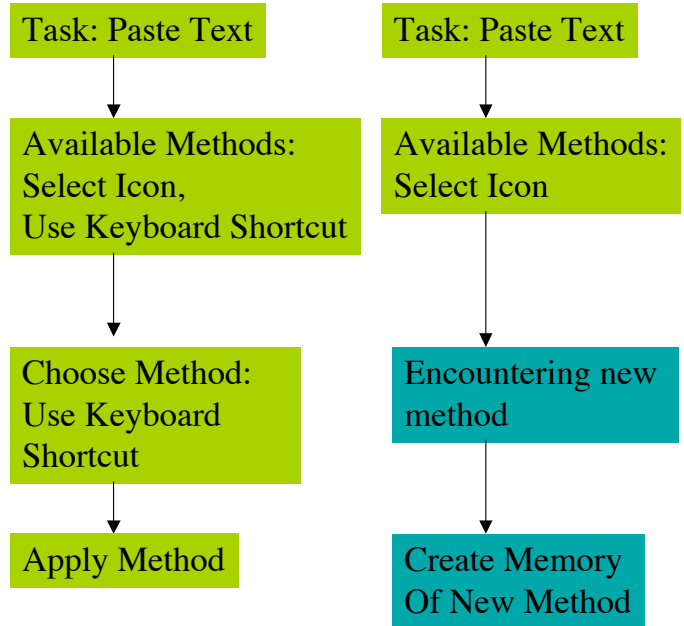 Task: Paste Text
Available Methods:
Select Icon,
Use Keyboard Shortcut
Choose Method:
Use Keyboard
Shortcut
Apply Method
Task: Paste Text
Available Methods:
Select Icon
Encountering new
method
Create Memory
Of New Method